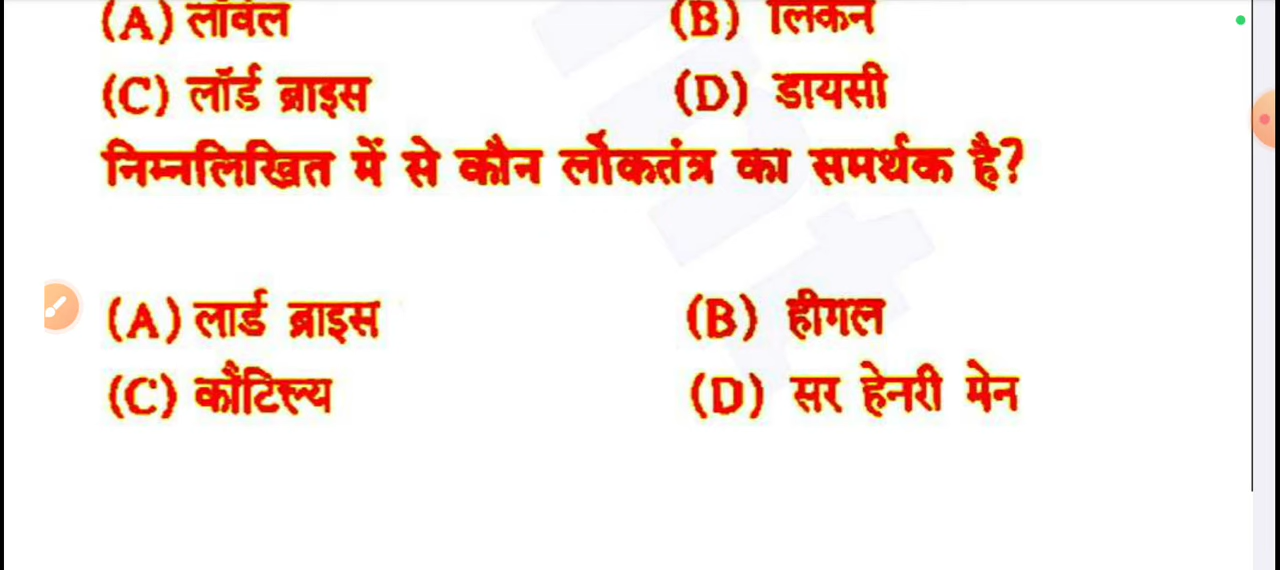 (A) लॉवेल (B) लिंकन
(C) लॉर्ड ब्राइस (D) डायसी
निम्नलिखित में से कौन लोकतंत्र का समर्थक है?
(A) लार्ड ब्राइस (B) हीगल
(C) कौटिल्य (D) सर हेनरी मेन